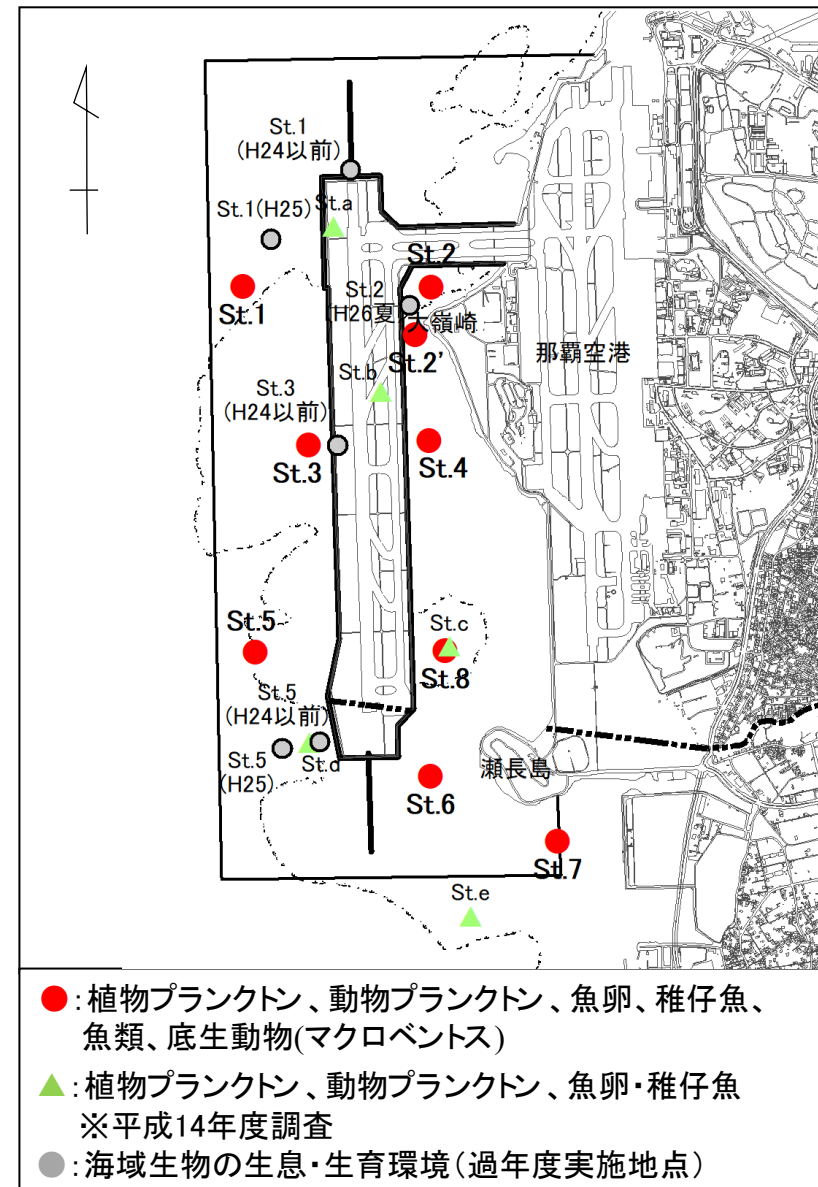 St.1
(H24以前)
St.1(H25)
St.a
St.2
St.1
St.2
(H26夏)
大嶺崎
St.2'
那覇空港
St.b
St.3
(H24以前)
St.3
St.4
St.5
St.c
St.8
St.5
(H24以前)
St.d
St.5
(H25)
瀬長島
St.6
St.7
St.e
●:植物プランクトン、動物プランクトン、魚卵、稚仔魚、
魚類、底生動物(マクロベントス)
▲:植物プランクトン、動物プランクトン、魚卵・稚仔魚
※平成14年度調査
●:海域生物の生息・生育環境(過年度実施地点)